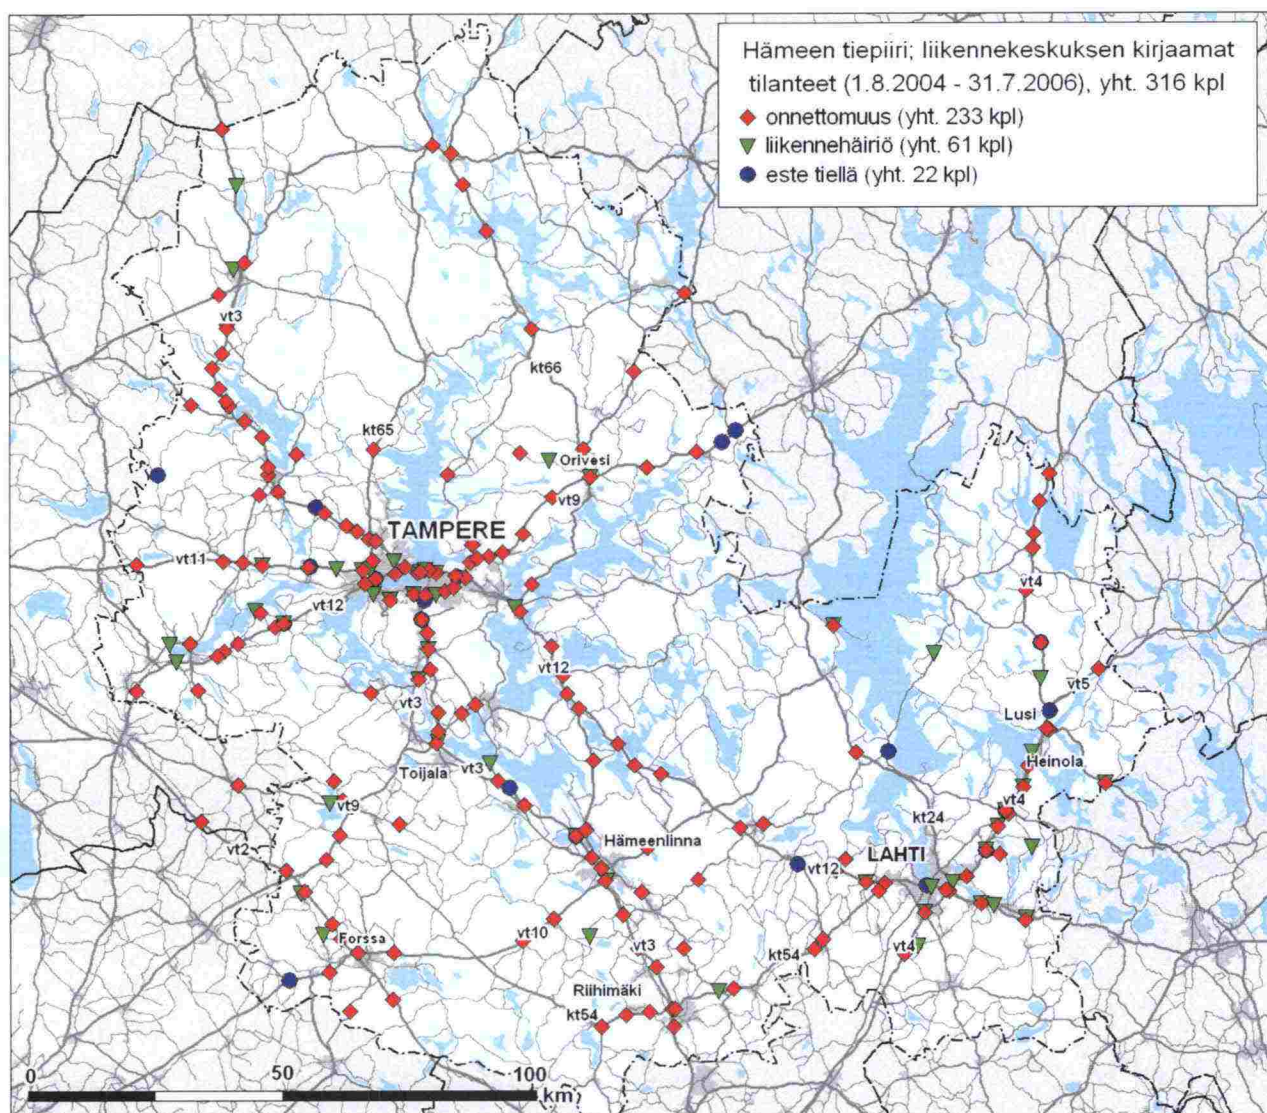 Hämeen tiepiiri; liikennekeskuksen kirjaamat
tilanteet (1.8.2004 - 31.7.2006), yht. 316 kpl
onnettomuus (yht. 233 kpl)
liikennehäiriö (yht. 61 kpl)
este tiellä (yht. 22 kpl)
vt3
kt66
kt65
Orivesi
vt9
TAMPERE
vt11
vt4
vt12
vt12
vt5
vt3
Lusi
Toijala
vt3
Heinola
vt9
vt4
kt24
vt2
Hämeenlinna
LAHTI
vt12
Forssa
vt10
vt3
vt4
kt54
Riihimäki
kt54
0 50 100
km